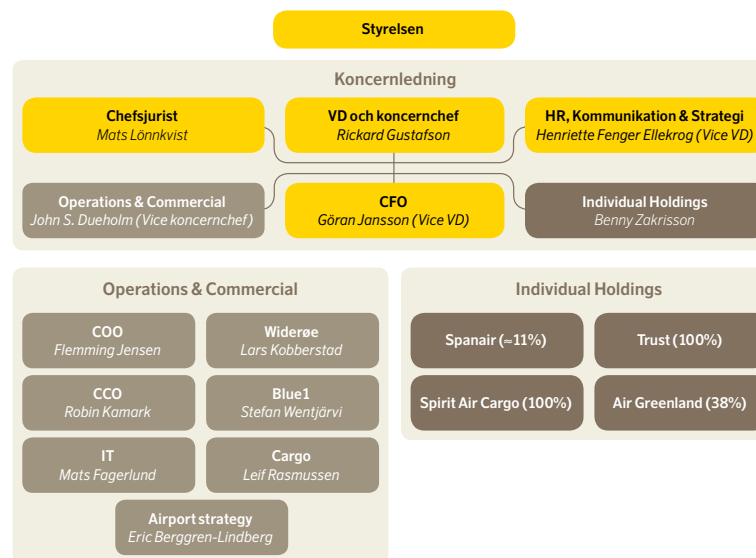 Styrelsen
Koncernledning
Chefsjurist
Mats Lönnkvist
VD och koncernchef
Rickard Gustafson
HR, Kommunikation & Strategi
Henriette Fenger Ellekrog (Vice VD)
Operations & Commercial
John S. Dueholm (Vice koncernchef)
CFO
Göran Jansson (Vice VD)
Individual Holdings
Benny Zakrisson
Operations & Commercial
COO
Flemming Jensen
Widerøe
Lars Kobberstad
CCO
Robin Kamark
Blue1
Stefan Wentjärvi
IT
Mats Fagerlund
Cargo
Leif Rasmussen
Airport strategy
Eric Berggren-Lindberg
Individual Holdings
Spanair (≈11%)
Trust (100%)
Spirit Air Cargo (100%)
Air Greenland (38%)